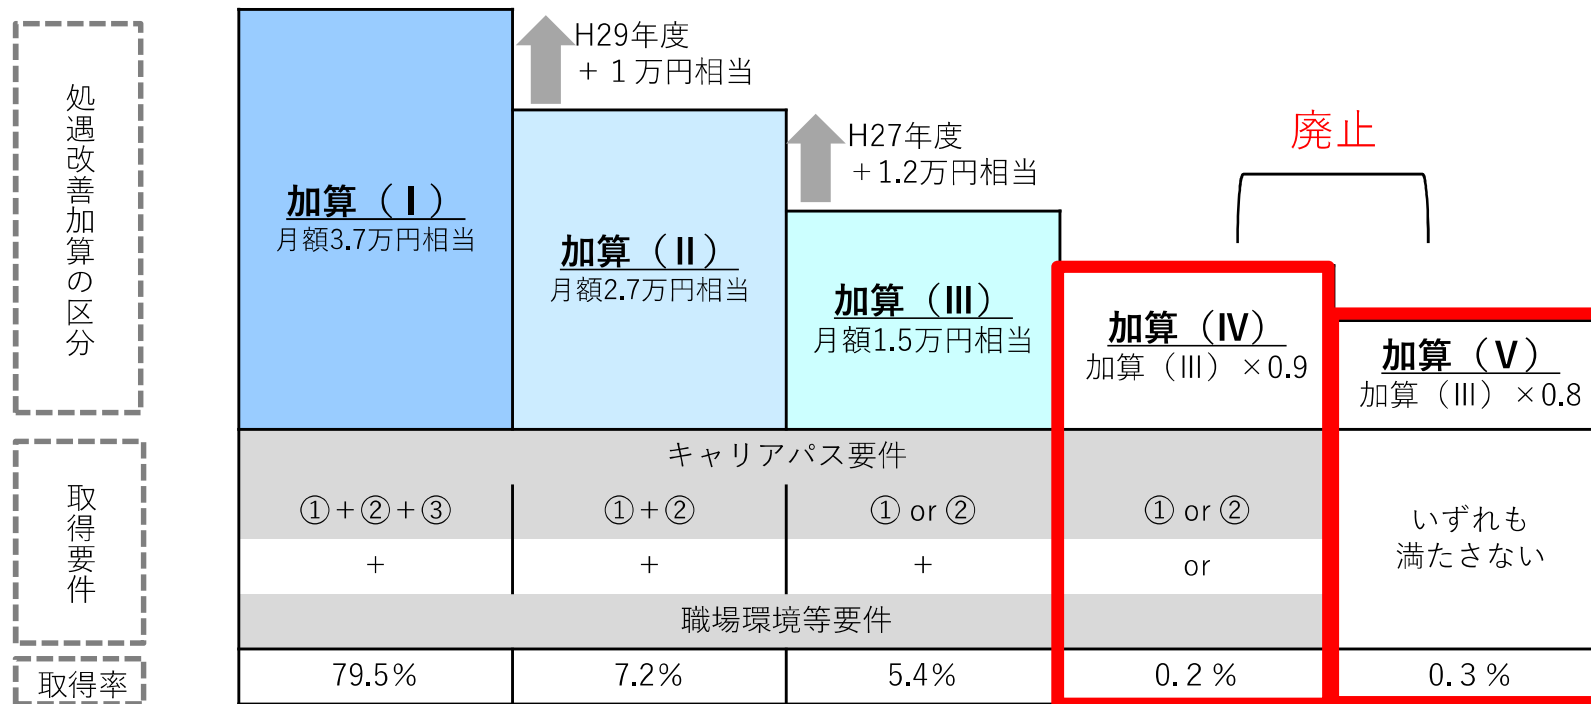 処遇改善加算の区分
加算（Ⅰ）
月額3.7万円相当
H29年度
+ 1 万円相当
加算（Ⅱ）
月額2.7万円相当
H27年度
+1.2万円相当
加算（Ⅲ）
月額1.5万円相当
廃止
加算（Ⅳ）
加算（Ⅲ）×0.9
加算（Ⅴ）
加算（Ⅲ）×0.8
取得要件
キャリアパス要件
①+②+③
①+②
① or ②
① or ②
+
+
+
or
職場環境等要件
いずれも
満たさない
取得率
79.5%
7.2%
5.4%
0.2 %
0.3 %